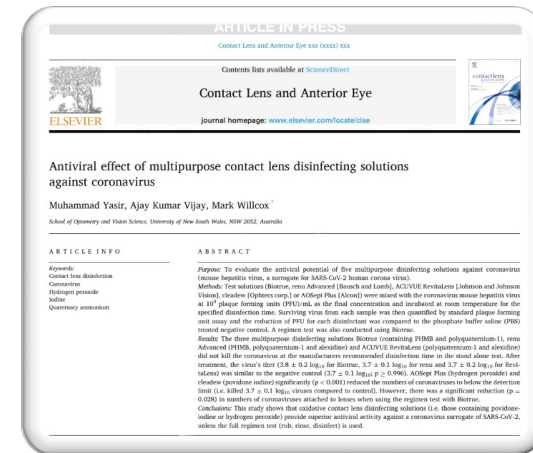 ARTICLE IN PRESS
Contact Lens and Anterior Eye xxx (xxxx) xxx
Contents lists available at ScienceDirect
Contact Lens and Anterior Eye
journal homepage: www.elsevier.com/locate/clae
ELSEVIER
contactlens
Antiviral effect of multipurpose contact lens disinfecting solutions
against coronavirus
Muhammad Yasir, Ajay Kumar Vijay, Mark Willcox *
School of Optometry and Vision Science, University of New South Wales, NSW 2052, Australia
ARTICLE INFO
Keywords:
Contact lens disinfection
Coronavirus
Hydrogen peroxide
Iodine
Quaternary ammonium
ABSTRACT
Purpose: To evaluate the antiviral potential of five multipurpose disinfecting solutions against coronavirus
(mouse hepatitis virus, a surrogate for SARS-CoV-2 human corona virus).
Methods: Test solutions (Biotrue, renu Advanced [Bausch and Lomb], ACUVUE RevitaLens [Johnson and Johnson
Vision], cleadew [Ophtecs corp.] or AOSept Plus [Alcon]) were mixed with the coronavirus mouse hepatitis virus
at 10⁴ plaque forming units (PFU)/mL as the final concentration and incubated at room temperature for the
specified disinfection time. Surviving virus from each sample was then quantified by standard plaque forming
unit assay and the reduction of PFU for each disinfectant was compared to the phosphate buffer saline (PBS)
treated negative control. A regimen test was also conducted using Biotrue.
Results: The three multipurpose disinfecting solutions Biotrue (containing PHMB and polyquaternium-1), renu
Advanced (PHMB, polyquaternium-1 and alexidine) and ACUVUE RevitaLens (polyquaternium-1 and alexidine)
did not kill the coronavirus at the manufacturers recommended disinfection time in the stand alone test. After
treatment, the virus's titer (3.8 ± 0.2 log₁₀ for Biotrue, 3.7 ± 0.1 log₁₀ for renu and 3.7 ± 0.2 log₁₀ for Revi-
taLens) was similar to the negative control (3.7 ± 0.1 log₁₀; p ≥ 0.996). AOSept Plus (hydrogen peroxide) and
cleadew (povidone iodine) significantly (p < 0.001) reduced the numbers of coronaviruses to below the detection
limit (i.e. killed 3.7 ± 0.1 log₁₀ viruses compared to control). However, there was a significant reduction (p =
0.028) in numbers of coronaviruses attached to lenses when using the regimen test with Biotrue.
Conclusions: This study shows that oxidative contact lens disinfecting solutions (i.e. those containing povidone-
iodine or hydrogen peroxide) provide superior antiviral activity against a coronavirus surrogate of SARS-CoV-2,
unless the full regimen test (rub, rinse, disinfect) is used.